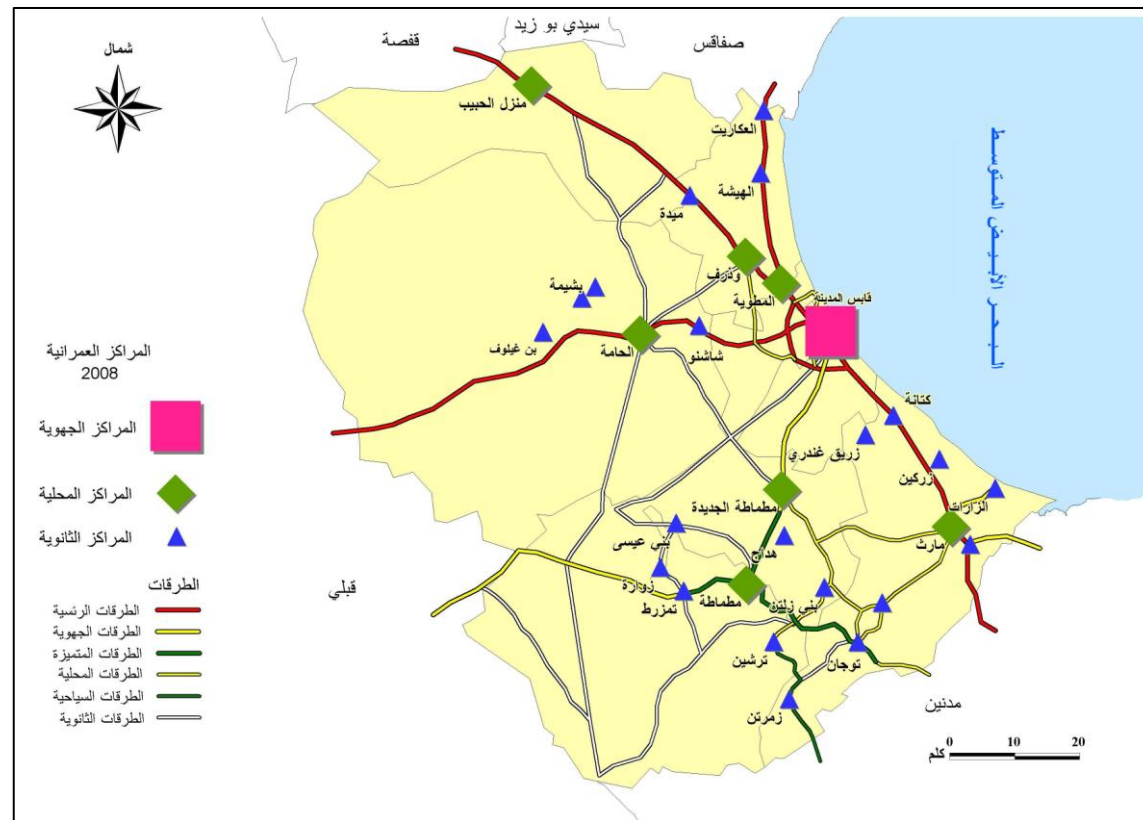 سيدي بو زيد
صفاقس
قفصة
شمال
منزل الحبيب
العكاريت
الهيشة
ميدة
وذرف
المطوية
قابس المدينة
البحر الأبيض المتوسط
بشيمة
بن غيلوف
الحامة
شاشنو
كتانة
زريق غندري
زركين
الزارات
مارث
مطماطة الجديدة
هداج
بني عيسى
زراوة
تمزرط
مطماطة
بني زلتن
ترشين
توجان
زمرتن
قبلي
مدنين
المراكز العمرانية
2008
المراكز الجهوية
المراكز المحلية
المراكز الثانوية
الطرقات
الطرقات الرئسية
الطرقات الجهوية
الطرقات المتميزة
الطرقات المحلية
الطرقات السياحية
الطرقات الثانوية
0 10 20
كلم